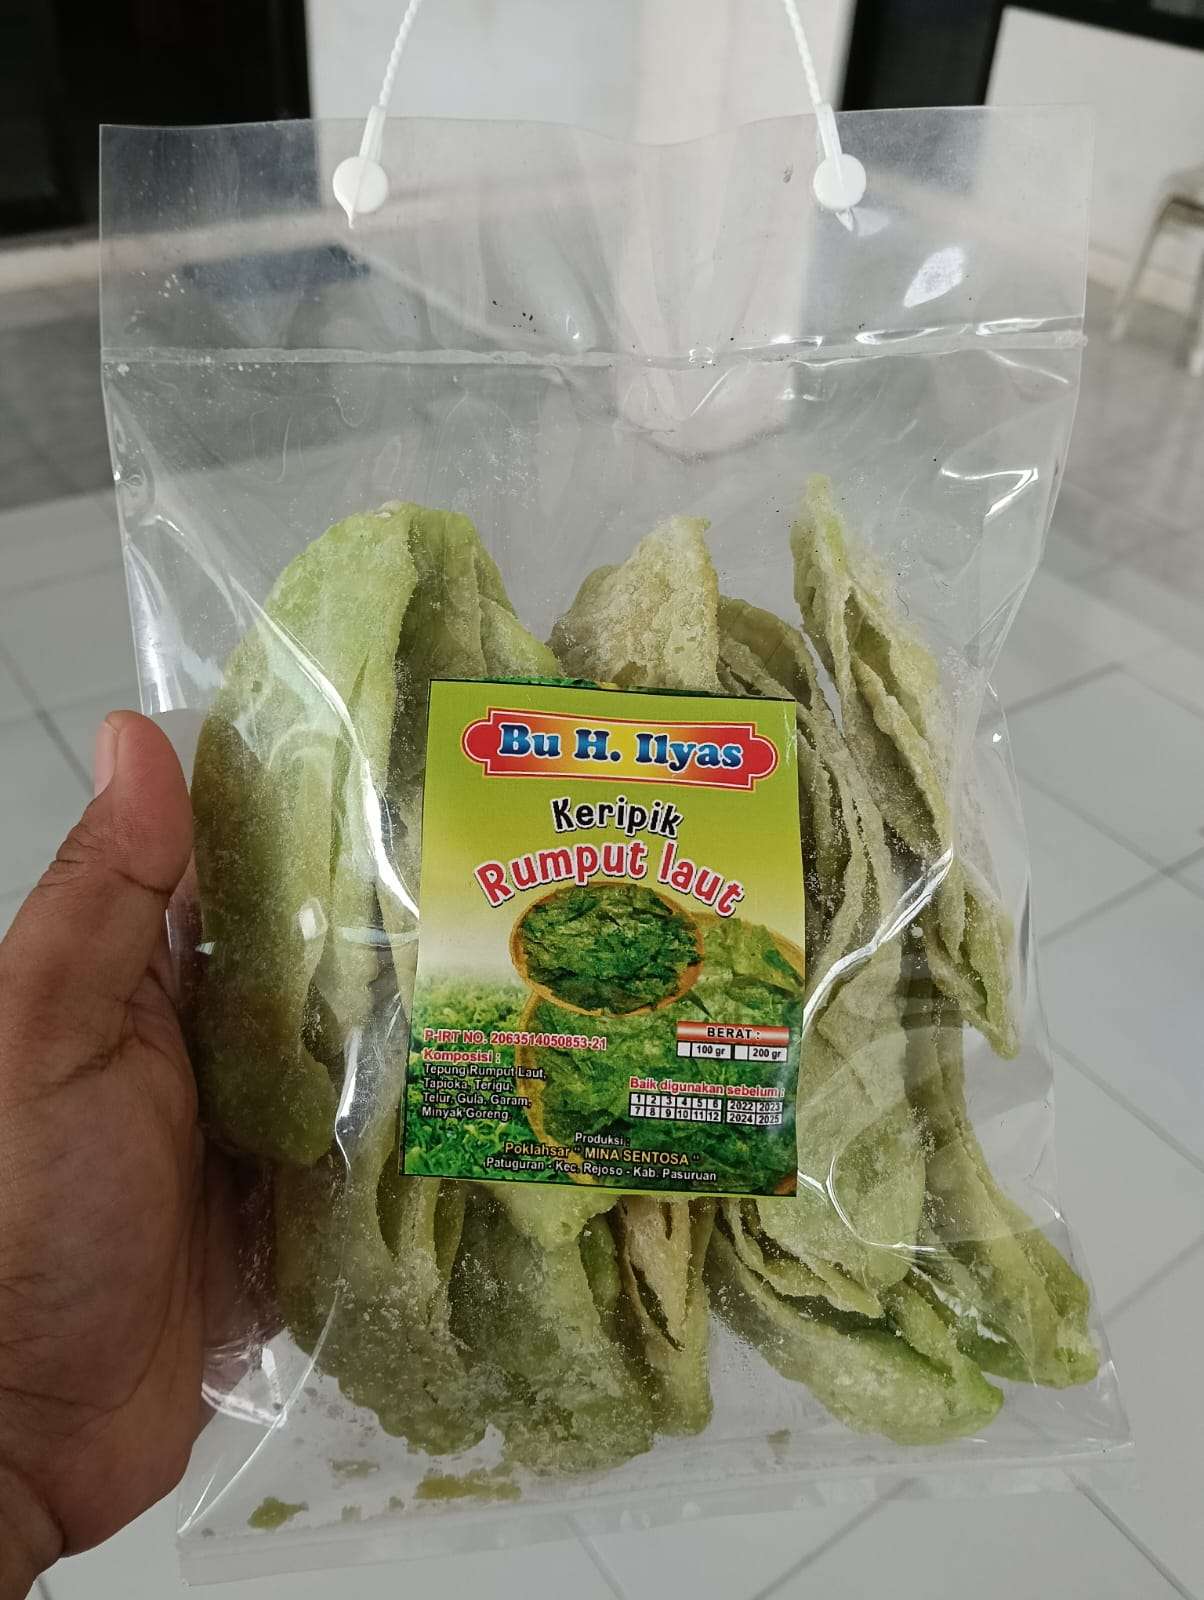 Bu H. Ilyas
Keripik
Rumput laut
P-IRT NO. 2063514050853-21
Komposisi :
Tepung Rumput Laut,
Tapioka, Terigu,
Telur, Gula, Garam,
Minyak Goreng
BERAT :
100 gr 200 gr
Baik digunakan sebelum :
1 2 3 4 5 6 2022 2023
7 8 9 10 11 12 2024 2025
Produksi :
Poklahsar " MINA SENTOSA "
Patuguran - Kec. Rejoso - Kab. Pasuruan